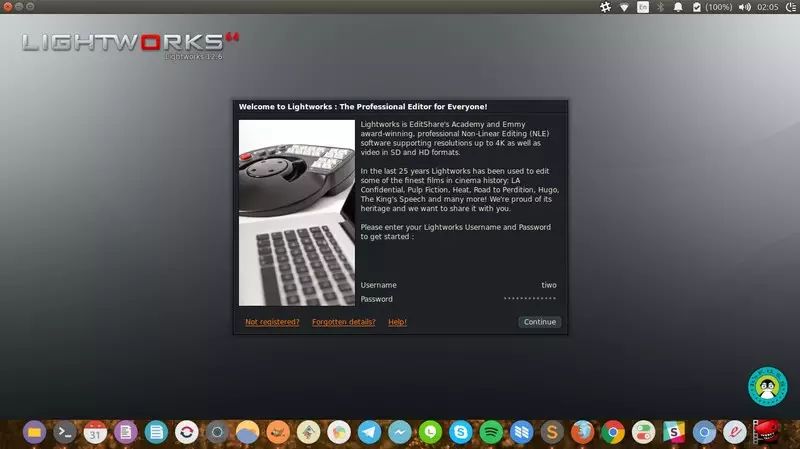 En
(100%)
02:05
LIGHTWORKS 64
Lightworks 12.6
Welcome to Lightworks : The Professional Editor for Everyone!
Lightworks is EditShare's Academy and Emmy
award-winning, professional Non-Linear Editing (NLE)
software supporting resolutions up to 4K as well as
video in SD and HD formats.
In the last 25 years Lightworks has been used to edit
some of the finest films in cinema history: LA
Confidential, Pulp Fiction, Heat, Road to Perdition, Hugo,
The King's Speech and many more! We're proud of its
heritage and we want to share it with you.
Please enter your Lightworks Username and Password
to get started :
Username tiwo
Password *************
Not registered? Forgotten details? Help! Continue
31